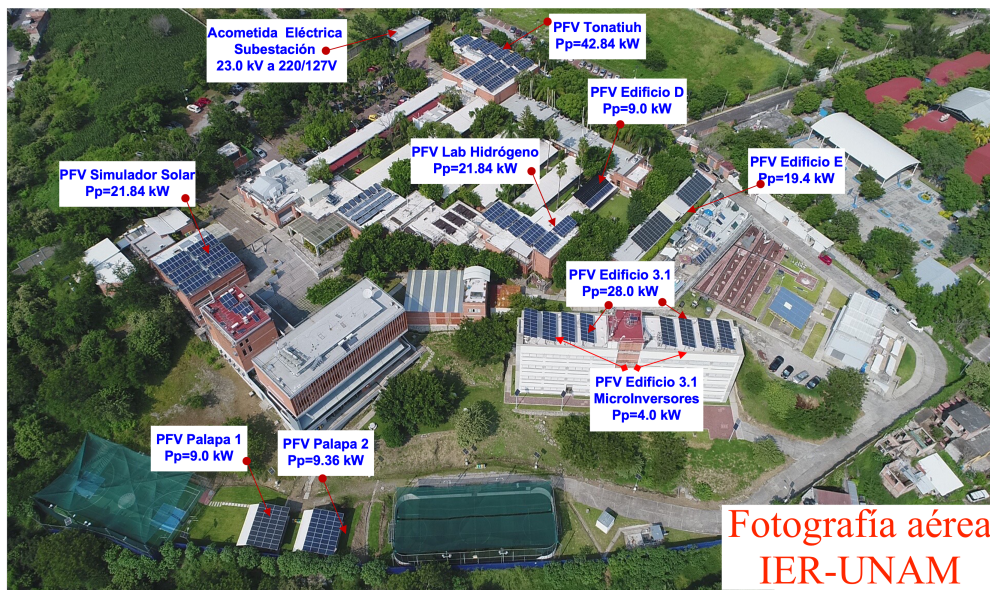 Acometida Eléctrica
Subestación
23.0 kV a 220/127V
PFV Tonatiuh
Pp=42.84 kW
PFV Edificio D
Pp=9.0 kW
PFV Lab Hidrógeno
Pp=21.84 kW
PFV Edificio E
Pp=19.4 kW
PFV Simulador Solar
Pp=21.84 kW
PFV Edificio 3.1
Pp=28.0 kW
PFV Edificio 3.1
MicroInversores
Pp=4.0 kW
PFV Palapa 1
Pp=9.0 kW
PFV Palapa 2
Pp=9.36 kW
Fotografía aérea
IER-UNAM